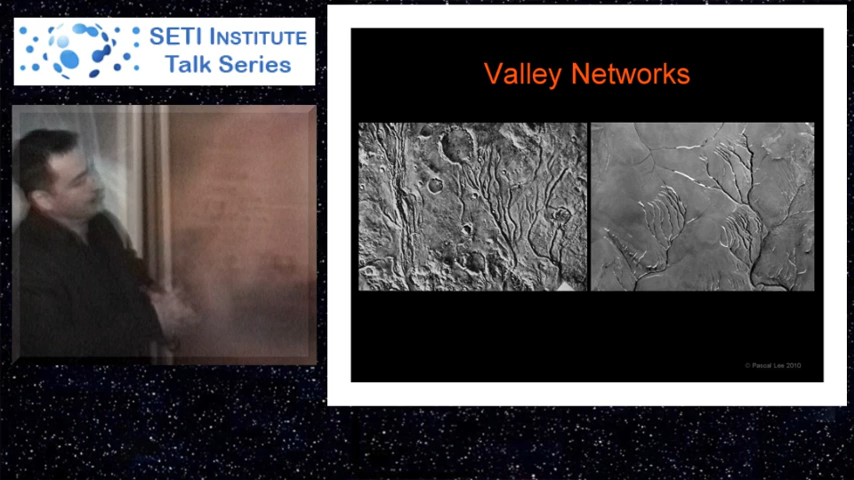 SETI INSTITUTE
Talk Series
Valley Networks
© Pascal Lee 2010